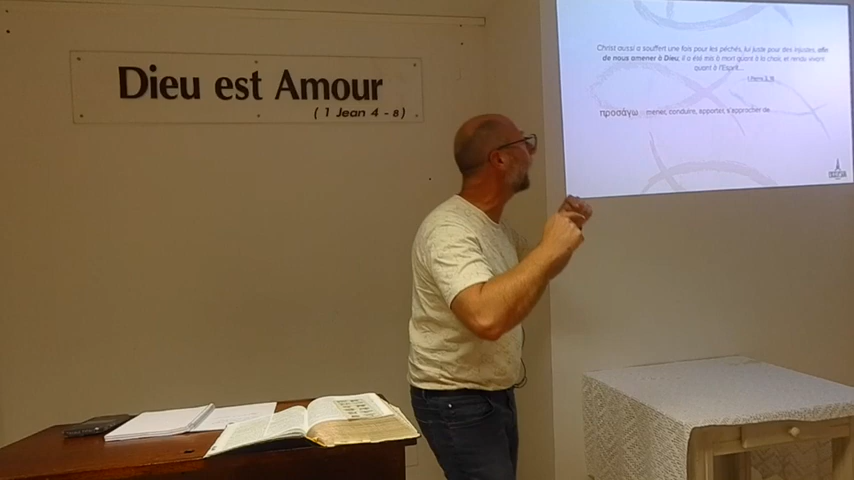 Dieu est Amour
( 1 Jean 4 - 8 )
Christ aussi a souffert une fois pour les péchés, lui juste pour des injustes, afin
de nous amener à Dieu; il a été mis à mort quant à la chair, et rendu vivant
quant à l'Esprit...
1 Pierre 3, 18
προσάγω mener, conduire, apporter, s'approcher de